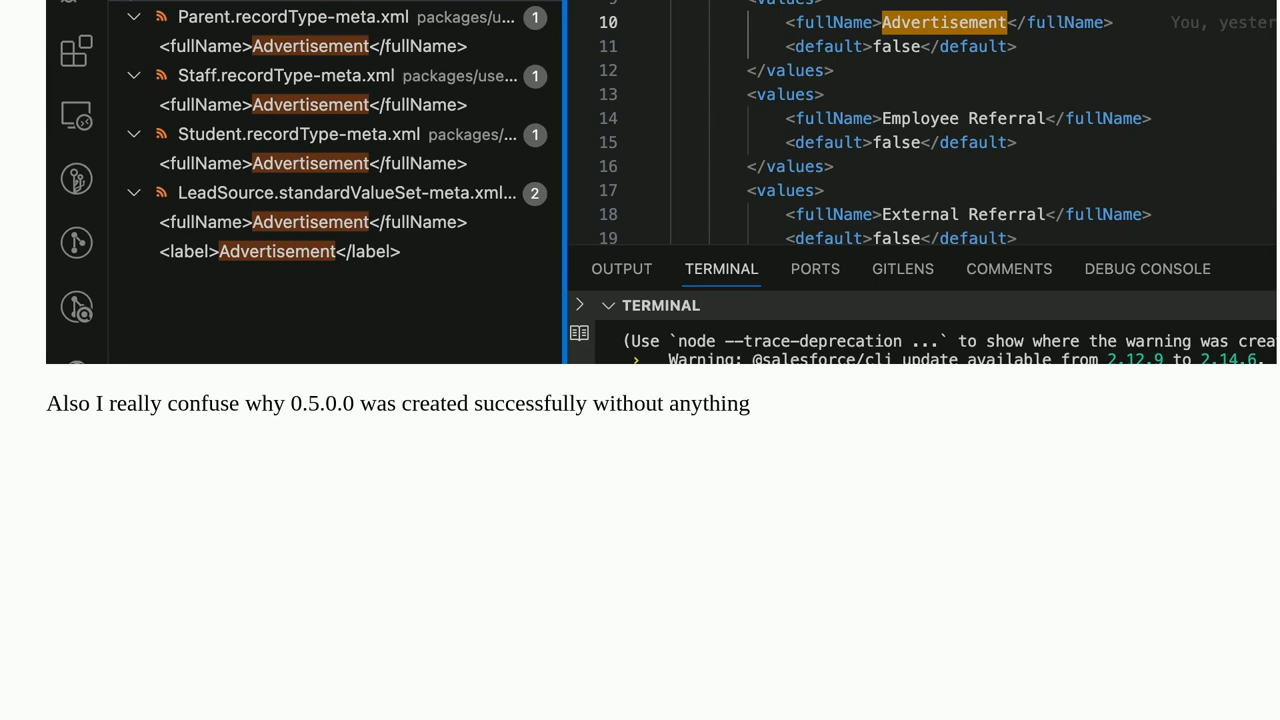 Parent.recordType-meta.xml packages/u... 1
<fullName>Advertisement</fullName>
Staff.recordType-meta.xml packages/use... 1
<fullName>Advertisement</fullName>
Student.recordType-meta.xml packages/... 1
<fullName>Advertisement</fullName>
LeadSource.standardValueSet-meta.xml... 2
<fullName>Advertisement</fullName>
<label>Advertisement</label>
<values>
10 <fullName>Advertisement</fullName> You, yester
11 <default>false</default>
12 </values>
13 <values>
14 <fullName>Employee Referral</fullName>
15 <default>false</default>
16 </values>
17 <values>
18 <fullName>External Referral</fullName>
19 <default>false</default>
OUTPUT TERMINAL PORTS GITLENS COMMENTS DEBUG CONSOLE
TERMINAL
(Use `node --trace-deprecation ...` to show where the warning was crea
› Warning: @salesforce/cli update available from 2.12.9 to 2.14.6.
Also I really confuse why 0.5.0.0 was created successfully without anything